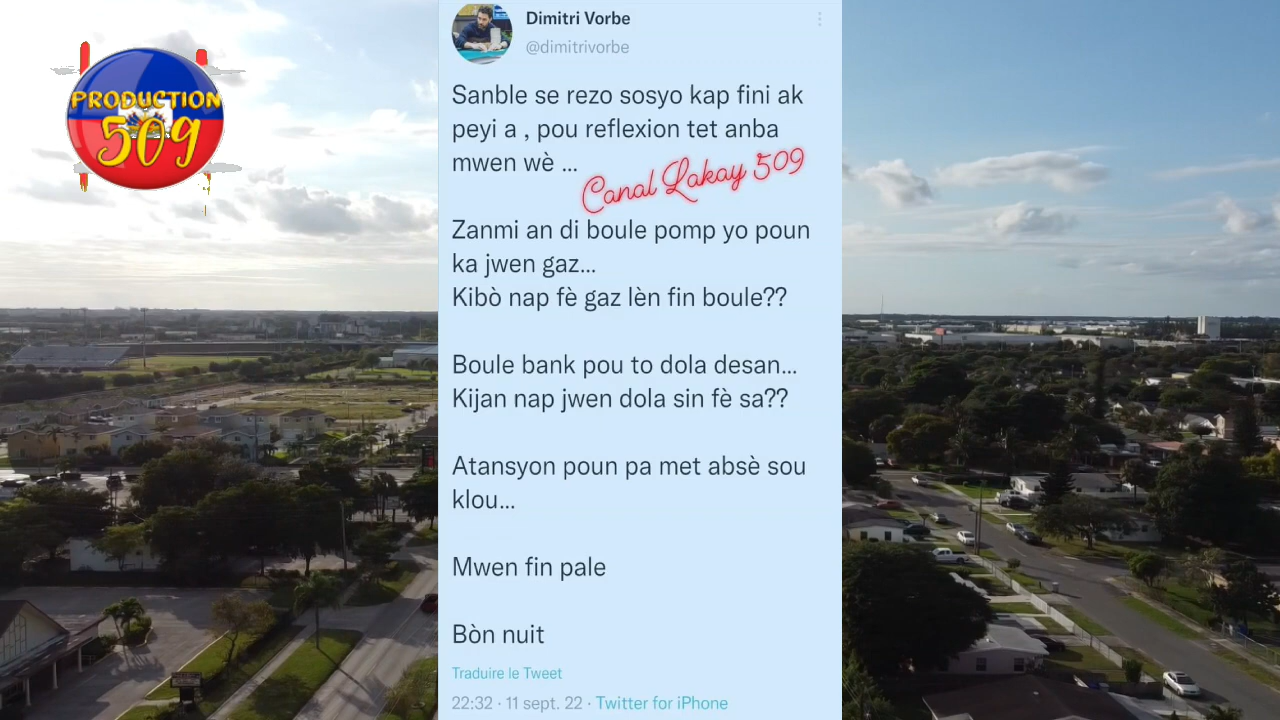 PRODUCTION
509
Dimitri Vorbe
@dimitrivorbe
Sanble se rezo sosyo kap fini ak
peyi a , pou reflexion tet anba
mwen wè ...
Canal Lakay 509
Zanmi an di boule pomp yo poun
ka jwen gaz...
Kibò nap fè gaz lèn fin boule??
Boule bank pou to dola desan...
Kijan nap jwen dola sin fè sa??
Atansyon poun pa met absè sou
klou...
Mwen fin pale
Bòn nuit
Traduire le Tweet
22:32 · 11 sept. 22 · Twitter for iPhone